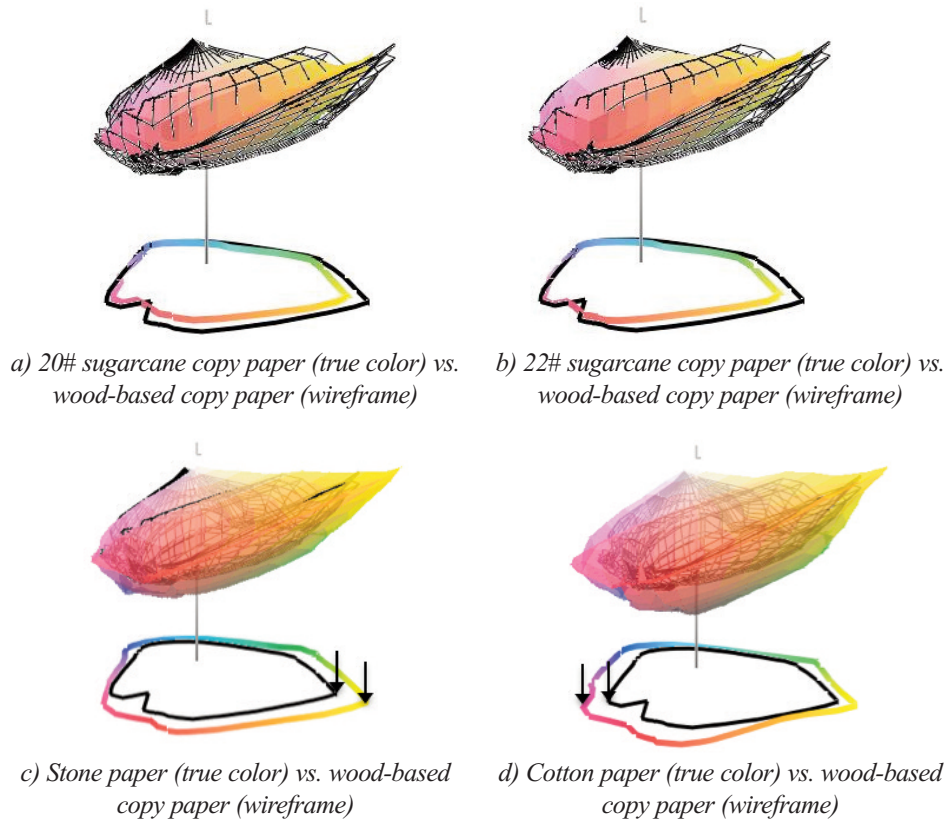 L
L
a) 20# sugarcane copy paper (true color) vs.
wood-based copy paper (wireframe)
b) 22# sugarcane copy paper (true color) vs.
wood-based copy paper (wireframe)
L
L
c) Stone paper (true color) vs. wood-based
copy paper (wireframe)
d) Cotton paper (true color) vs. wood-based
copy paper (wireframe)